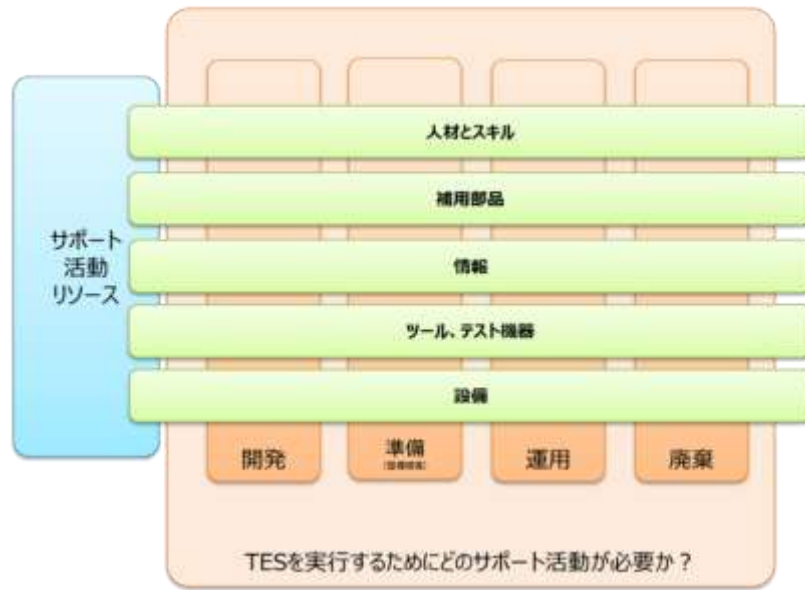 人材とスキル
補用部品
サポート
活動
リソース
情報
ツール、テスト機器
設備
開発
準備
運用
廃棄
TESを実行するためにどのサポート活動が必要か？